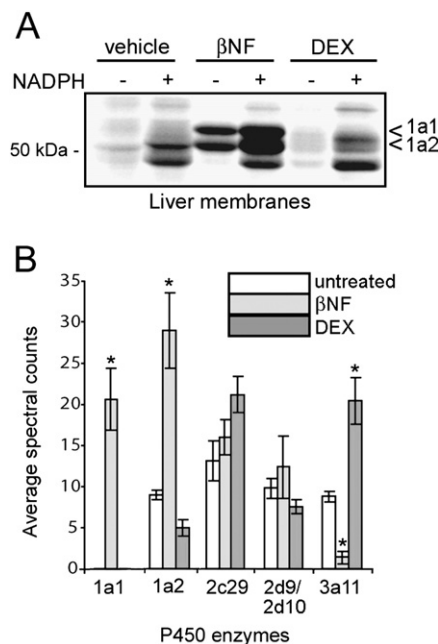 A
vehicle βNF DEX
NADPH - + - + - +
< 1a1
50 kDa - < 1a2
Liver membranes
B
untreated
βNF
DEX
Average spectral counts
35
30
25
20
15
10
5
0
* * * *
1a1 1a2 2c29 2d9/ 3a11
2d10
P450 enzymes